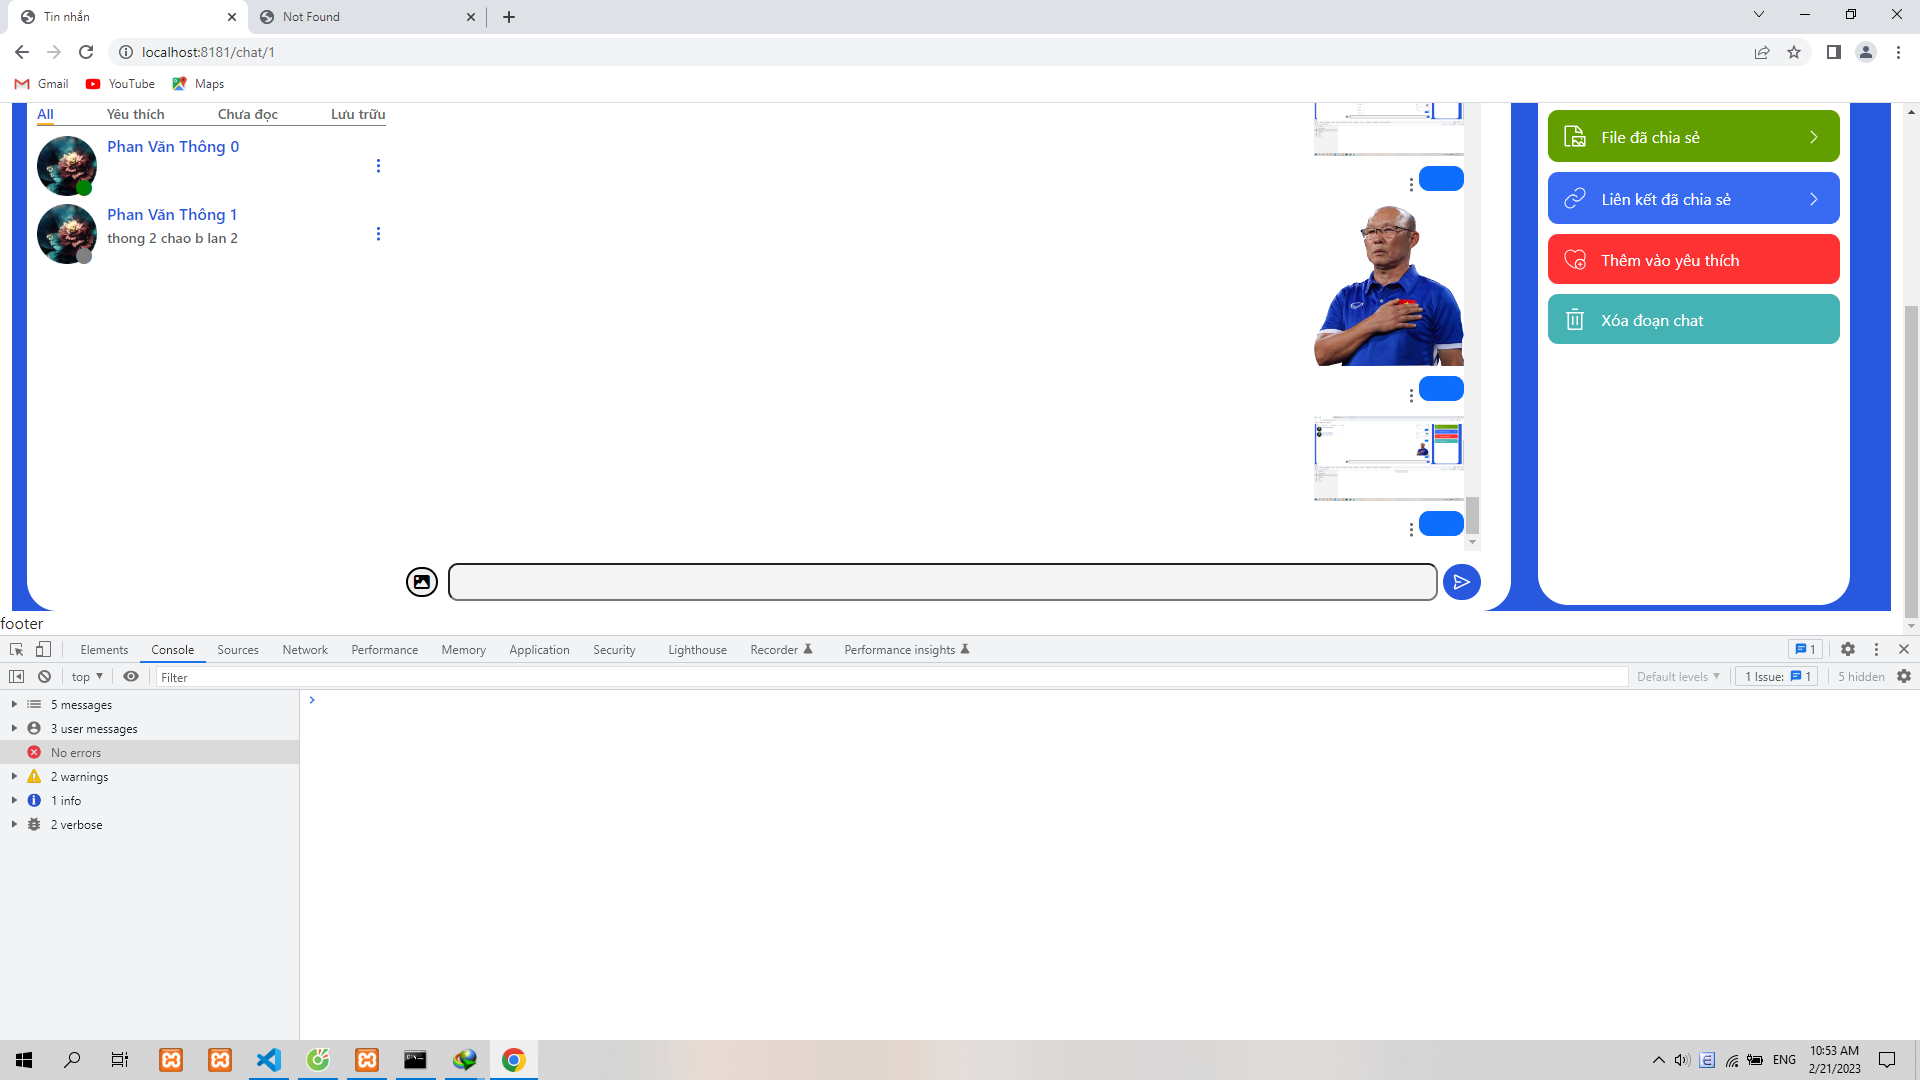 Tin nhắn
Not Found
localhost:8181/chat/1
Gmail
YouTube
Maps
All
Yêu thích
Chưa đọc
Lưu trữu
Phan Văn Thông 0
Phan Văn Thông 1
thong 2 chao b lan 2
File đã chia sẻ
Liên kết đã chia sẻ
Thêm vào yêu thích
Xóa đoạn chat
footer
Elements
Console
Sources
Network
Performance
Memory
Application
Security
Lighthouse
Recorder
Performance insights
1
top
Filter
Default levels
1 Issue:
1
5 hidden
5 messages
3 user messages
No errors
2 warnings
1 info
2 verbose
ENG
10:53 AM
2/21/2023